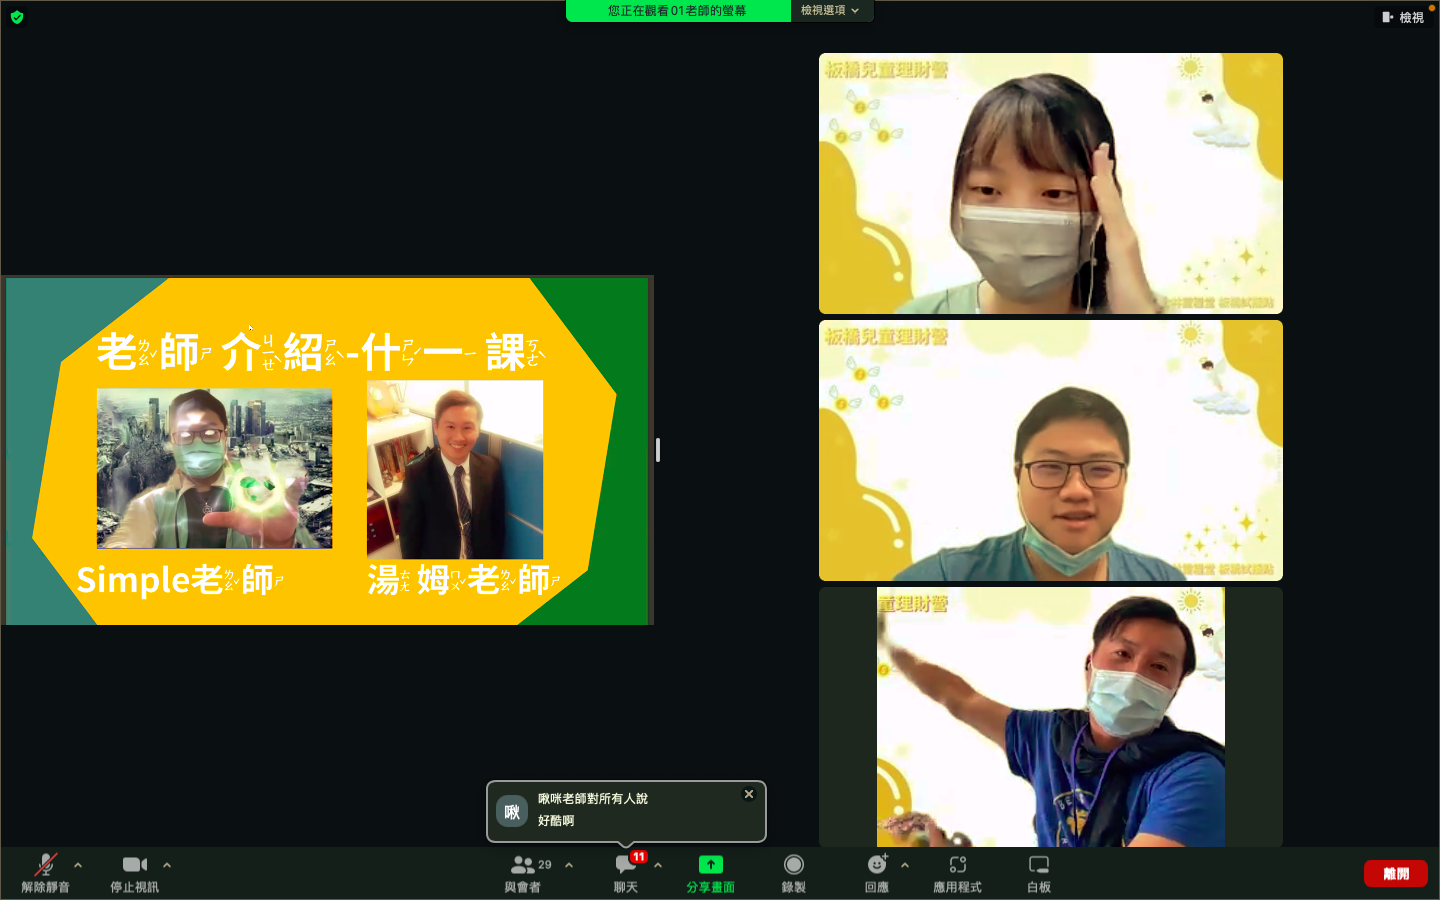 您正在觀看01老師的螢幕
檢視選項
檢視
老ㄌㄠˇ師ㄕ 介ㄐㄧㄝˋ紹ㄕㄠˋ-什ㄕㄣˊ一ㄧ 課ㄎㄜˋ
Simple老ㄌㄠˇ師ㄕ
湯ㄊㄤ姆ㄇㄨˇ老ㄌㄠˇ師ㄕ
板橋兒童理財營
板橋兒童理財營
童理財營
啾
啾咪老師對所有人說
好酷啊
解除靜音
停止視訊
29
與會者
11
聊天
分享畫面
錄製
回應
應用程式
白板
離開